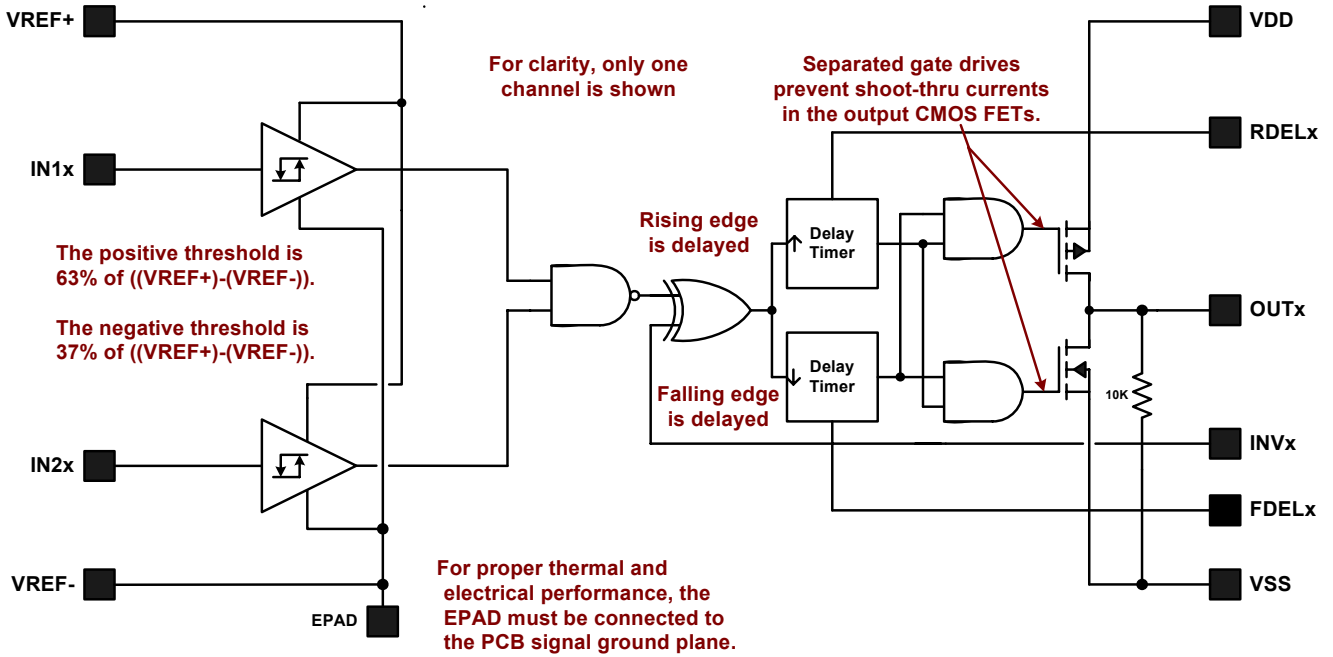 VREF+
VDD
For clarity, only one
channel is shown
Separated gate drives
prevent shoot-thru currents
in the output CMOS FETs.
RDELx
IN1x
Rising edge
is delayed
Delay
Timer
The positive threshold is
63% of ((VREF+)-(VREF-)).
OUTx
The negative threshold is
37% of ((VREF+)-(VREF-)).
Delay
Timer
Falling edge
is delayed
10K
IN2x
INVx
FDELx
VREF-
For proper thermal and
electrical performance, the
EPAD must be connected to
the PCB signal ground plane.
VSS
EPAD